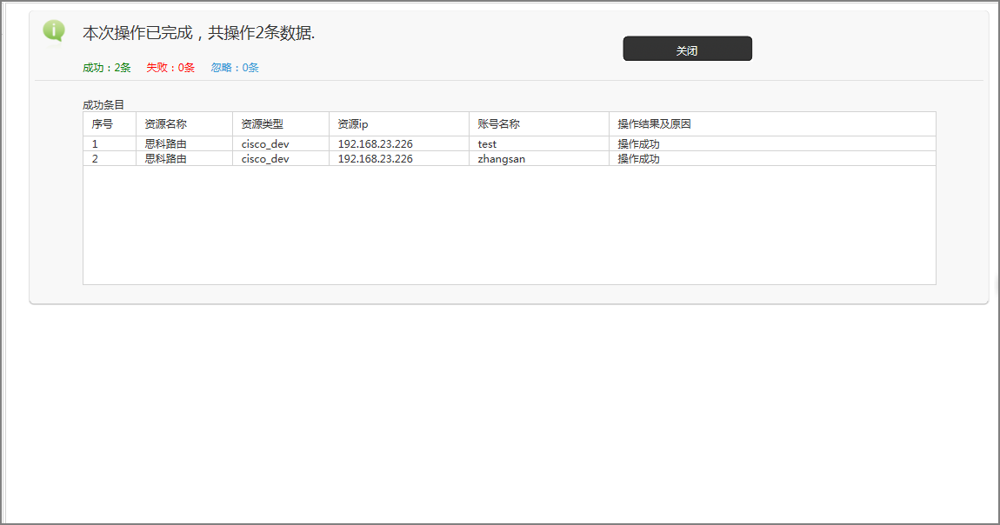 本次操作已完成，共操作2条数据.
关闭
成功：2条 失败：0条 忽略：0条
成功条目
序号 资源名称 资源类型 资源ip 账号名称 操作结果及原因
1 思科路由 cisco_dev 192.168.23.226 test 操作成功
2 思科路由 cisco_dev 192.168.23.226 zhangsan 操作成功